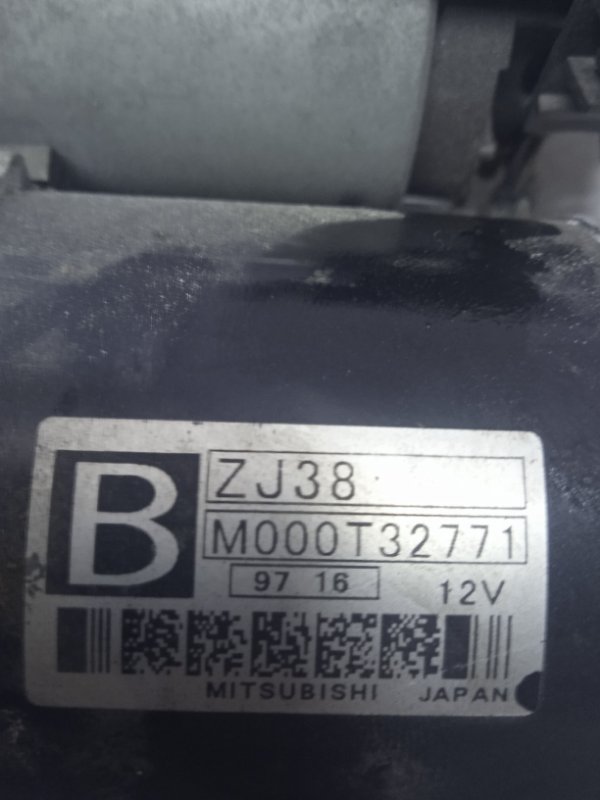 B
ZJ38
M000T32771
97 16
12V
MITSUBISHI JAPAN